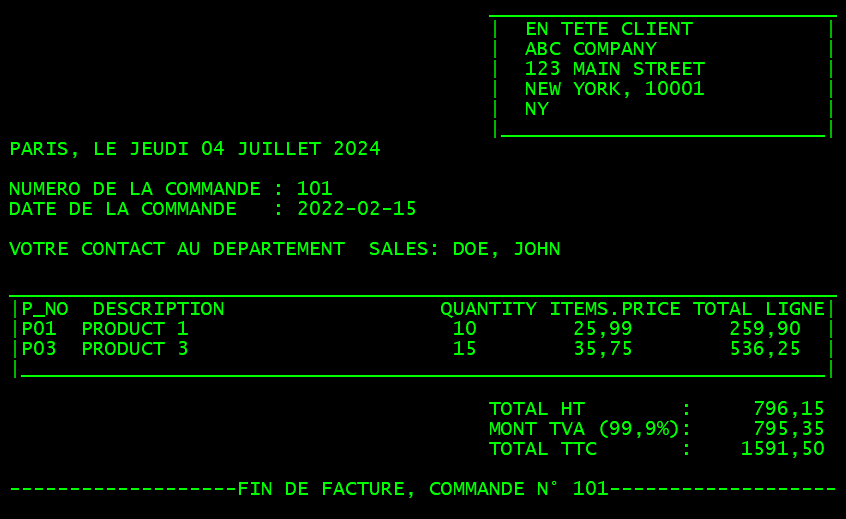 EN TETE CLIENT
ABC COMPANY
123 MAIN STREET
NEW YORK, 10001
NY
PARIS, LE JEUDI 04 JUILLET 2024
NUMERO DE LA COMMANDE : 101
DATE DE LA COMMANDE : 2022-02-15
VOTRE CONTACT AU DEPARTEMENT SALES: DOE, JOHN
P_NO DESCRIPTION QUANTITY ITEMS.PRICE TOTAL LIGNE
P01 PRODUCT 1 10 25,99 259,90
P03 PRODUCT 3 15 35,75 536,25
TOTAL HT : 796,15
MONT TVA (99,9%): 795,35
TOTAL TTC : 1591,50
-------------------FIN DE FACTURE, COMMANDE N° 101-------------------